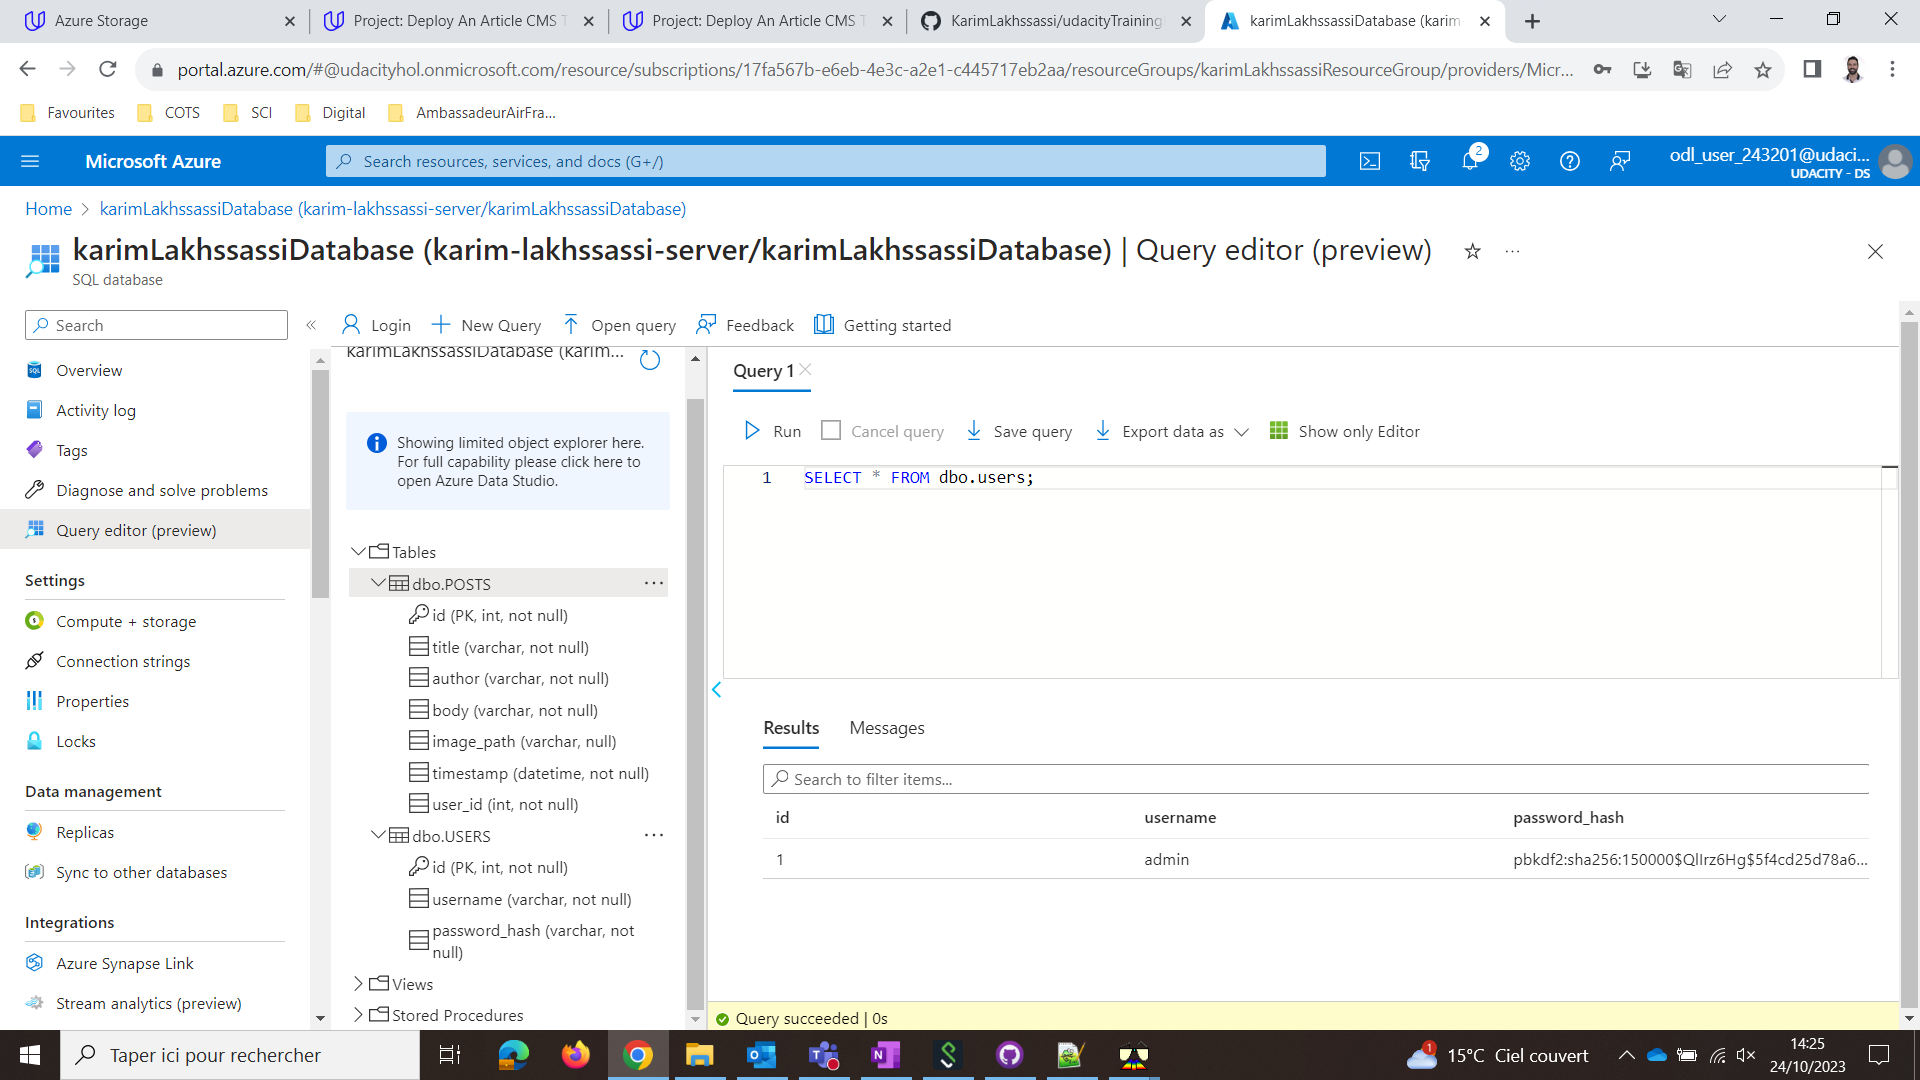 Azure Storage
Project: Deploy An Article CMS
Project: Deploy An Article CMS
KarimLakhssassi/udacityTraining
karimLakhssassiDatabase (karim
portal.azure.com/#@udacityhol.onmicrosoft.com/resource/subscriptions/17fa567b-e6eb-4e3c-a2e1-c445717eb2aa/resourceGroups/karimLakhssassiResourceGroup/providers/Micr...
Favourites
COTS
SCI
Digital
AmbassadeurAirFra...
Microsoft Azure
Search resources, services, and docs (G+/)
2
odl_user_243201@udaci...
UDACITY - DS
Home > karimLakhssassiDatabase (karim-lakhssassi-server/karimLakhssassiDatabase)
karimLakhssassiDatabase (karim-lakhssassi-server/karimLakhssassiDatabase) | Query editor (preview)
SQL database
Search
Overview
Activity log
Tags
Diagnose and solve problems
Query editor (preview)
Settings
Compute + storage
Connection strings
Properties
Locks
Data management
Replicas
Sync to other databases
Integrations
Azure Synapse Link
Stream analytics (preview)
Login
New Query
Open query
Feedback
Getting started
karimLakhssassiDatabase (karim...
Showing limited object explorer here.
For full capability please click here to
open Azure Data Studio.
Tables
dbo.POSTS
id (PK, int, not null)
title (varchar, not null)
author (varchar, not null)
body (varchar, not null)
image_path (varchar, null)
timestamp (datetime, not null)
user_id (int, not null)
dbo.USERS
id (PK, int, not null)
username (varchar, not null)
password_hash (varchar, not
null)
Views
Stored Procedures
Query 1
Run
Cancel query
Save query
Export data as
Show only Editor
1 SELECT * FROM dbo.users;
Results
Messages
Search to filter items...
id username password_hash
1 admin pbkdf2:sha256:150000$QlIrz6Hg$5f4cd25d78a6...
Query succeeded | 0s
Taper ici pour rechercher
1
15°C Ciel couvert
14:25
24/10/2023